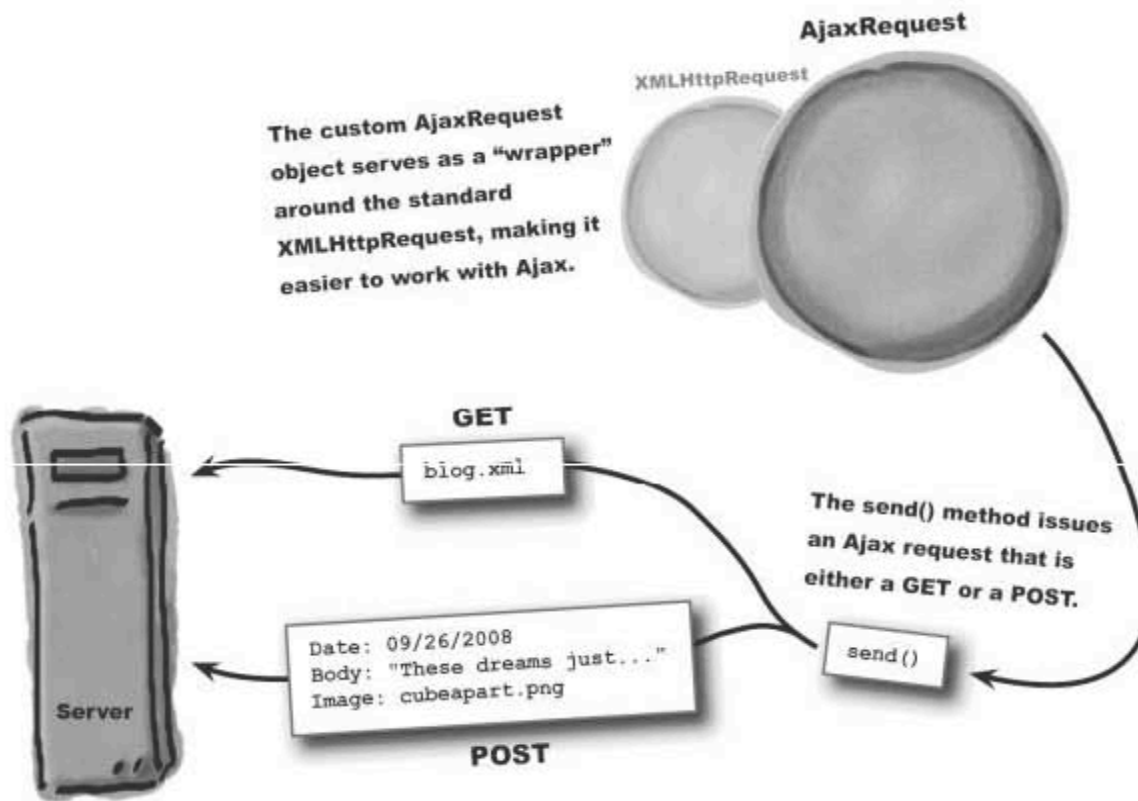 AjaxRequest
XMLHttpRequest
The custom AjaxRequest
object serves as a “wrapper”
around the standard
XMLHttpRequest, making it
easier to work with Ajax.
GET
blog.xml
The send() method issues
an Ajax request that is
either a GET or a POST.
send()
Date: 09/26/2008
Body: "These dreams just..."
Image: cubeapart.png
POST
Server